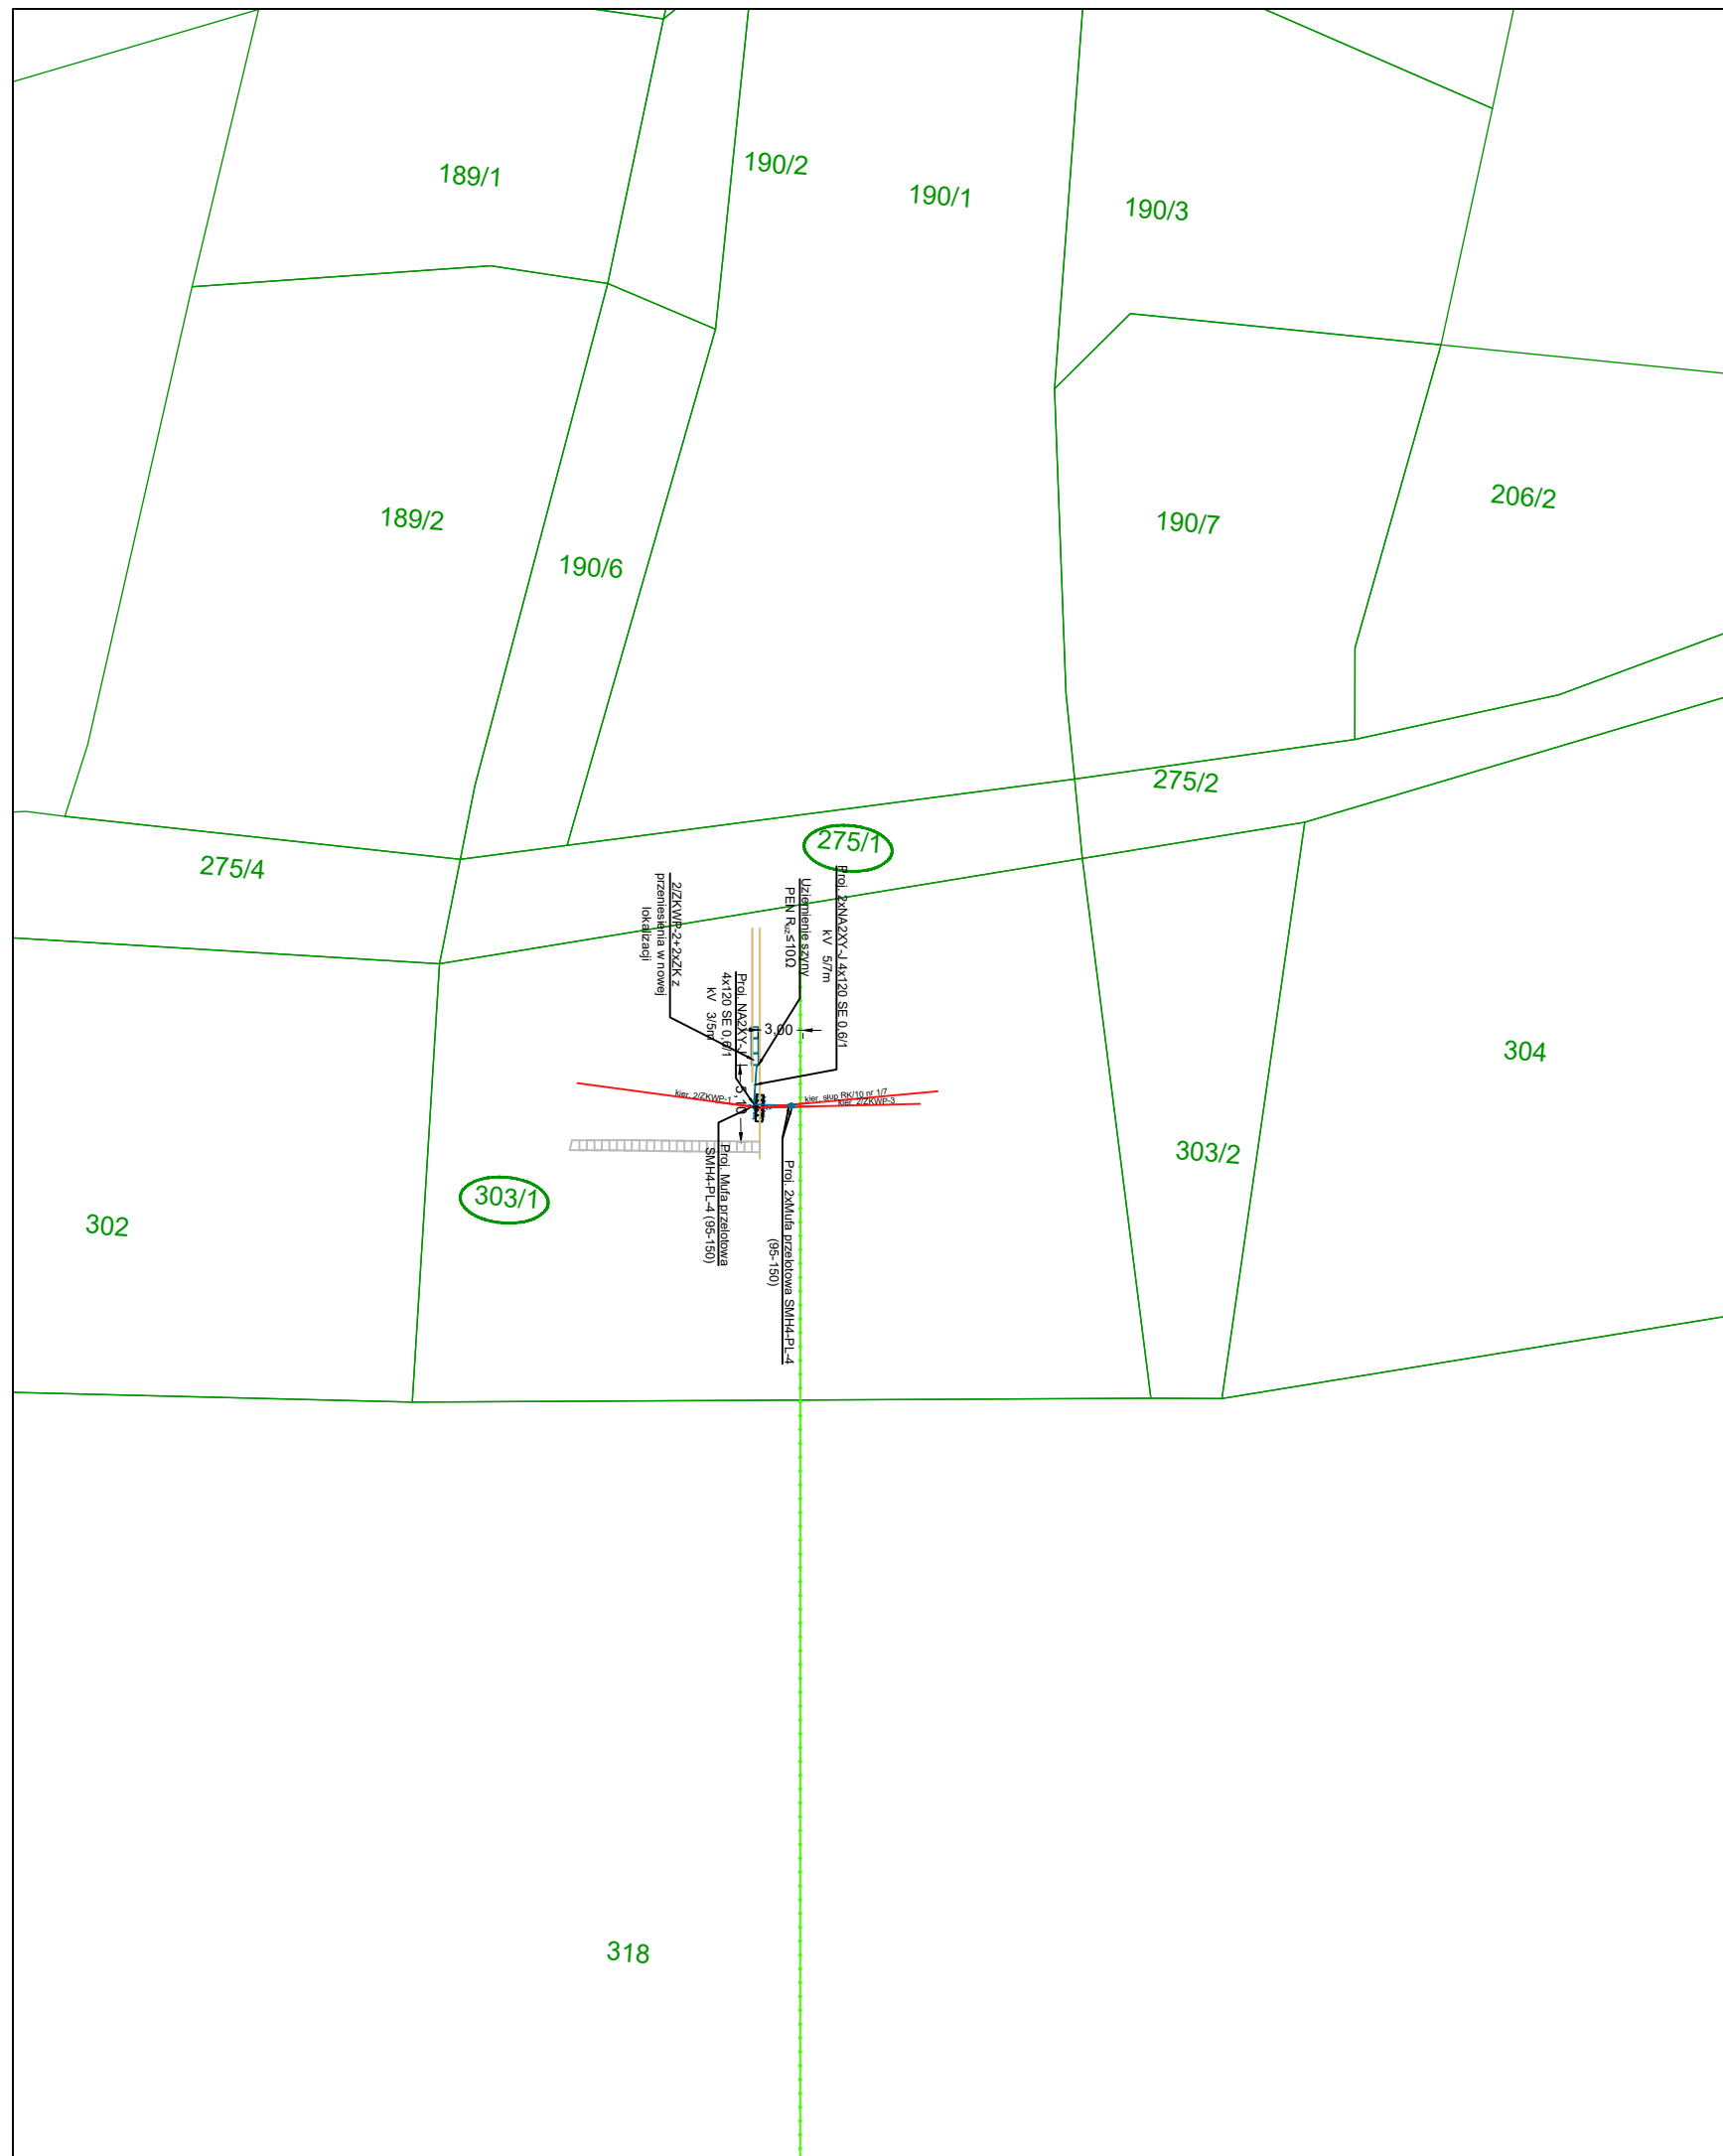 189/1
190/2
190/1
190/3
189/2
190/6
190/7
206/2
275/2
275/1
275/4
Proj. 2xNA2XY-J 4x120 SE 0,6/1
kV 5/7m
Uziemienie szyny
PEN Ruz≤10Ω
2/ZKWP-2+2xZK z
przeniesienia w nowej
lokalizacji
Proj. NA2XY-J
4x120 SE 0,6/1
kV 3/5m
3,00
5,10
kier. 2/ZKWP-1
kier. słup RK/10 nr 1/7
kier. 2/ZKWP-3
304
303/2
303/1
302
Proj. Mufa przelotowa
SMH4-PL-4 (95-150)
Proj. 2xMufa przelotowa SMH4-PL-4
(95-150)
318